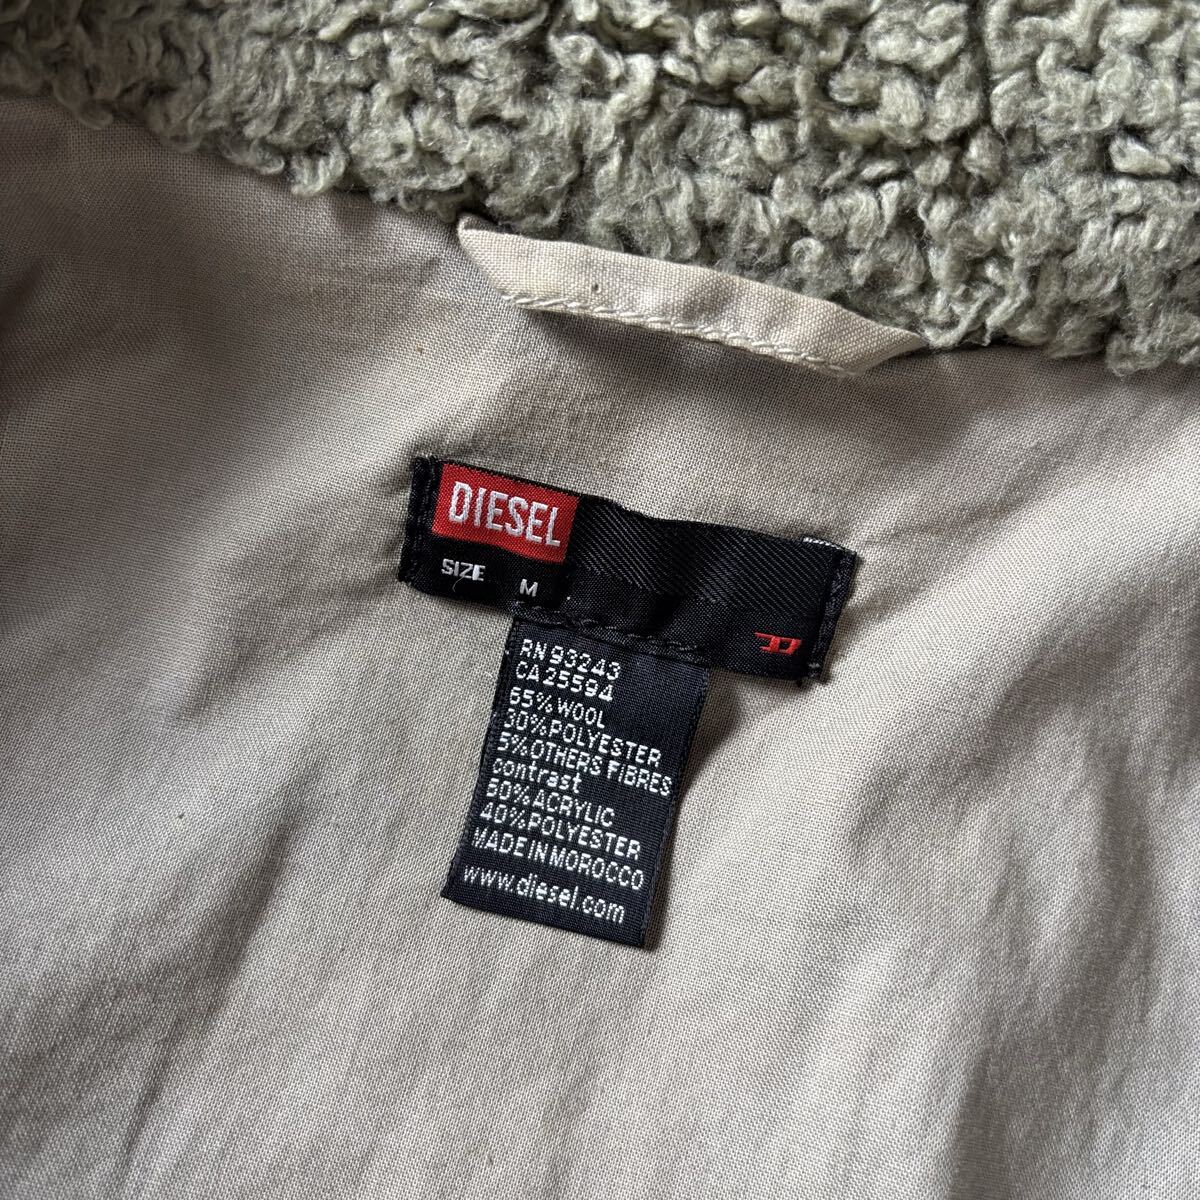 DIESEL
SIZE M
RN 93243
CA 25594
65% WOOL
30% POLYESTER
5% OTHERS FIBRES
contrast
60% ACRYLIC
40% POLYESTER
MADE IN MOROCCO
www.diesel.com